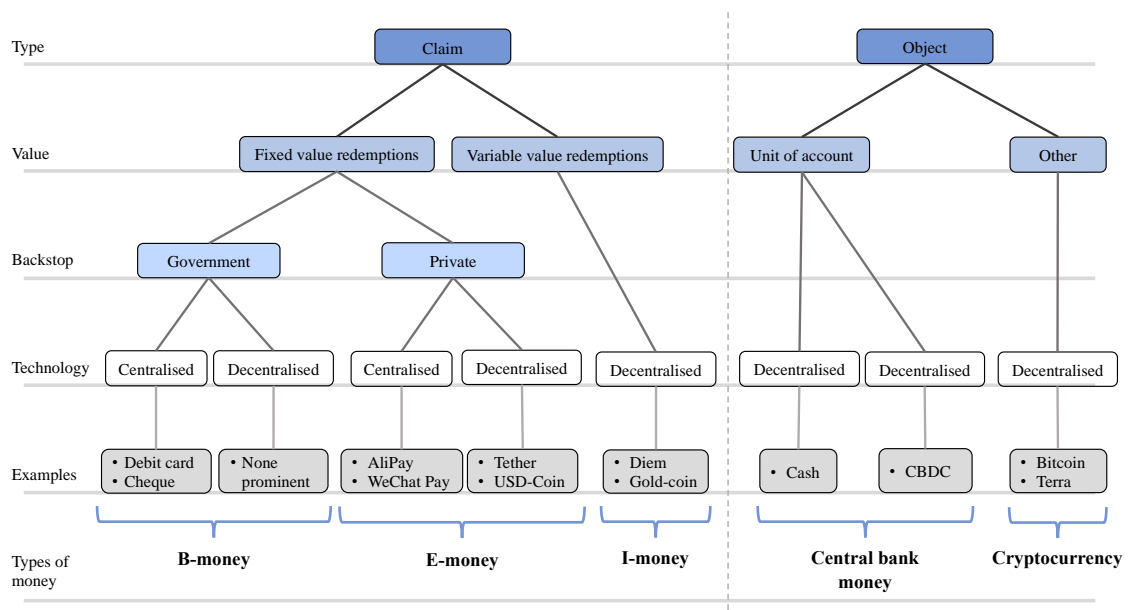 Type
Claim
Object
Value
Fixed value redemptions
Variable value redemptions
Unit of account
Other
Backstop
Government
Private
Technology
Centralised
Decentralised
Centralised
Decentralised
Decentralised
Decentralised
Decentralised
Decentralised
Examples
• Debit card
• Cheque
• None
prominent
• AliPay
• WeChat Pay
• Tether
• USD-Coin
• Diem
• Gold-coin
• Cash
• CBDC
• Bitcoin
• Terra
Types of
money
B-money
E-money
I-money
Central bank
money
Cryptocurrency